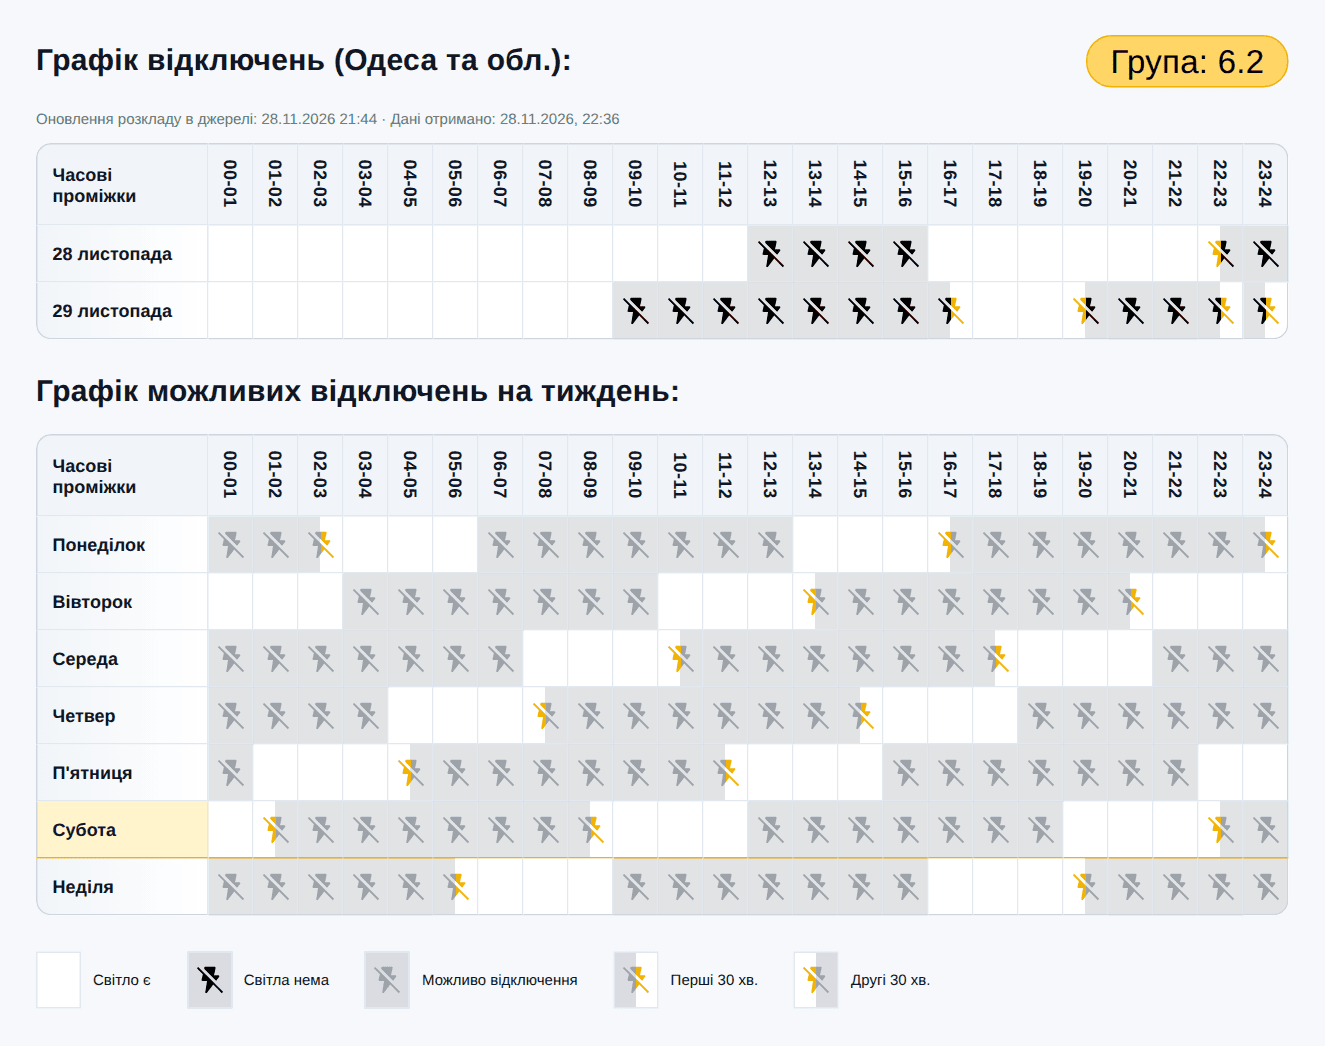 Графік відключень (Одеса та обл.):
Група: 6.2
Оновлення розкладу в джерелі: 28.11.2026 21:44 · Дані отримано: 28.11.2026, 22:36
Часові проміжки 00-01 01-02 02-03 03-04 04-05 05-06 06-07 07-08 08-09 09-10 10-11 11-12 12-13 13-14 14-15 15-16 16-17 17-18 18-19 19-20 20-21 21-22 22-23 23-24
28 листопада
29 листопада
Графік можливих відключень на тиждень:
Часові проміжки 00-01 01-02 02-03 03-04 04-05 05-06 06-07 07-08 08-09 09-10 10-11 11-12 12-13 13-14 14-15 15-16 16-17 17-18 18-19 19-20 20-21 21-22 22-23 23-24
Понеділок
Вівторок
Середа
Четвер
П'ятниця
Субота
Неділя
Світло є
Світла нема
Можливо відключення
Перші 30 хв.
Другі 30 хв.